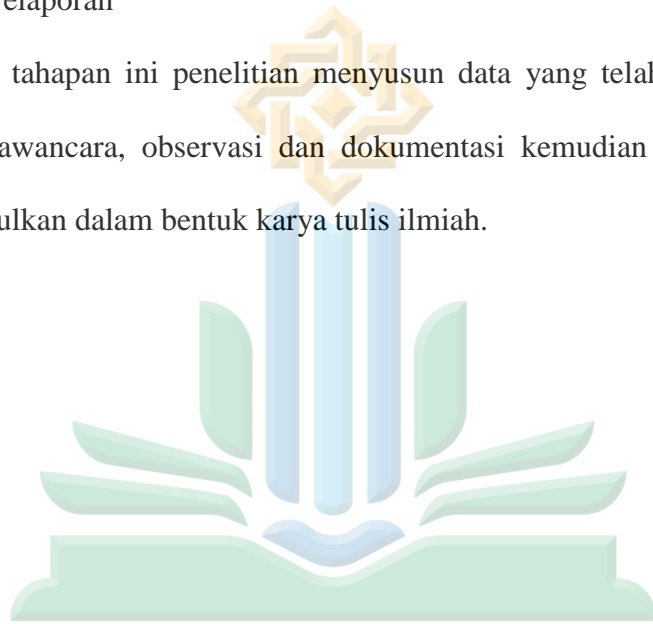 elaporan
tahapan ini penelitian menyusun data yang telah
awancara, observasi dan dokumentasi kemudian
ulkan dalam bentuk karya tulis ilmiah.